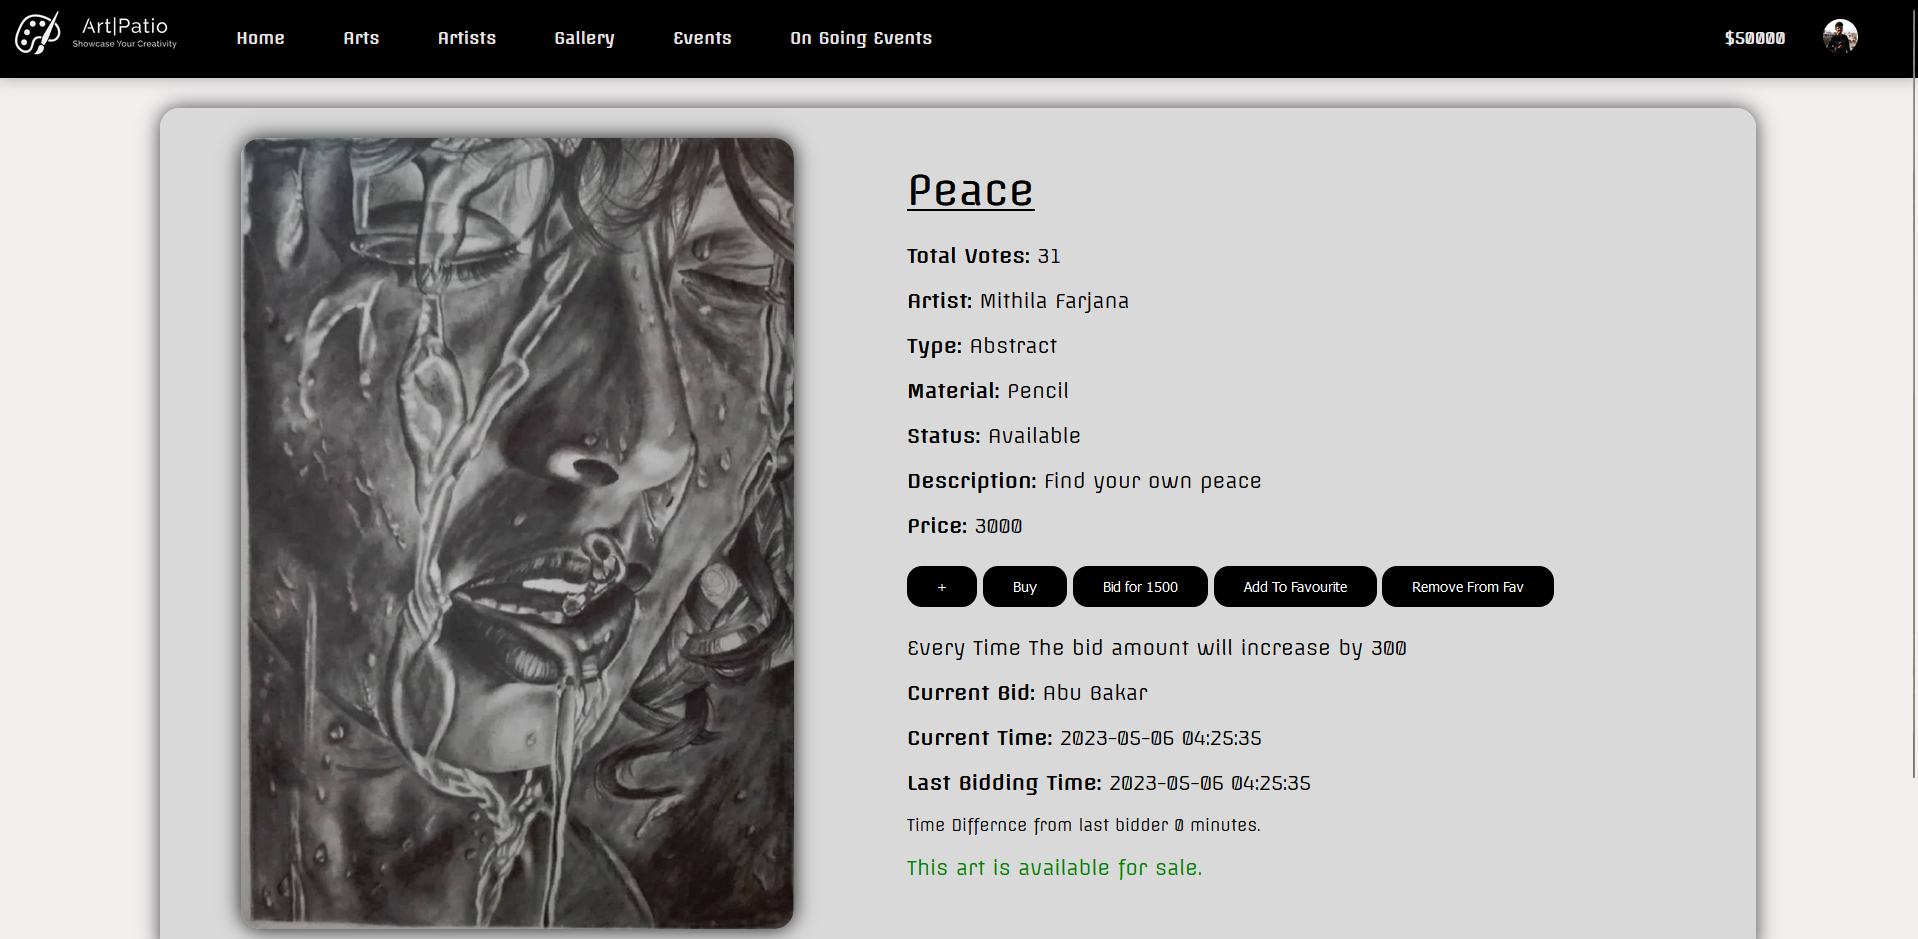 Art|Patio
Showcase Your Creativity
Home Arts Artists Gallery Events On Going Events $50000
Peace
Total Votes: 31
Artist: Mithila Farjana
Type: Abstract
Material: Pencil
Status: Available
Description: Find your own peace
Price: 3000
+ Buy Bid for 1500 Add To Favourite Remove From Fav
Every Time The bid amount will increase by 300
Current Bid: Abu Bakar
Current Time: 2023-05-06 04:25:35
Last Bidding Time: 2023-05-06 04:25:35
Time Differnce from last bidder 0 minutes.
This art is available for sale.